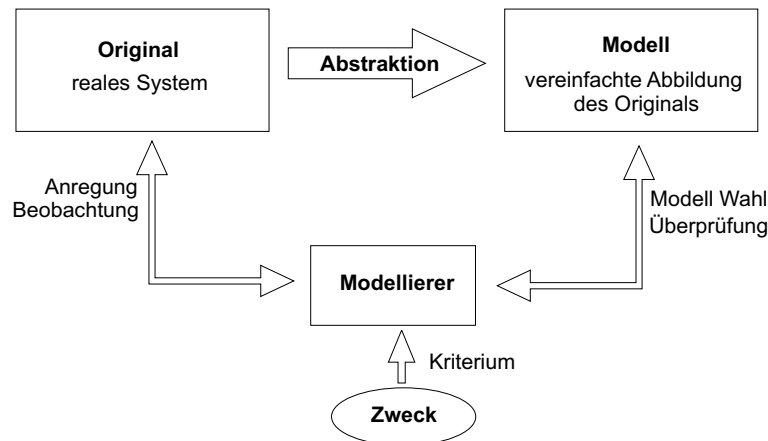 Original
reales System
Abstraktion
Modell
vereinfachte Abbildung
des Originals
Anregung
Beobachtung
Modell Wahl
Überprüfung
Modellierer
Kriterium
Zweck